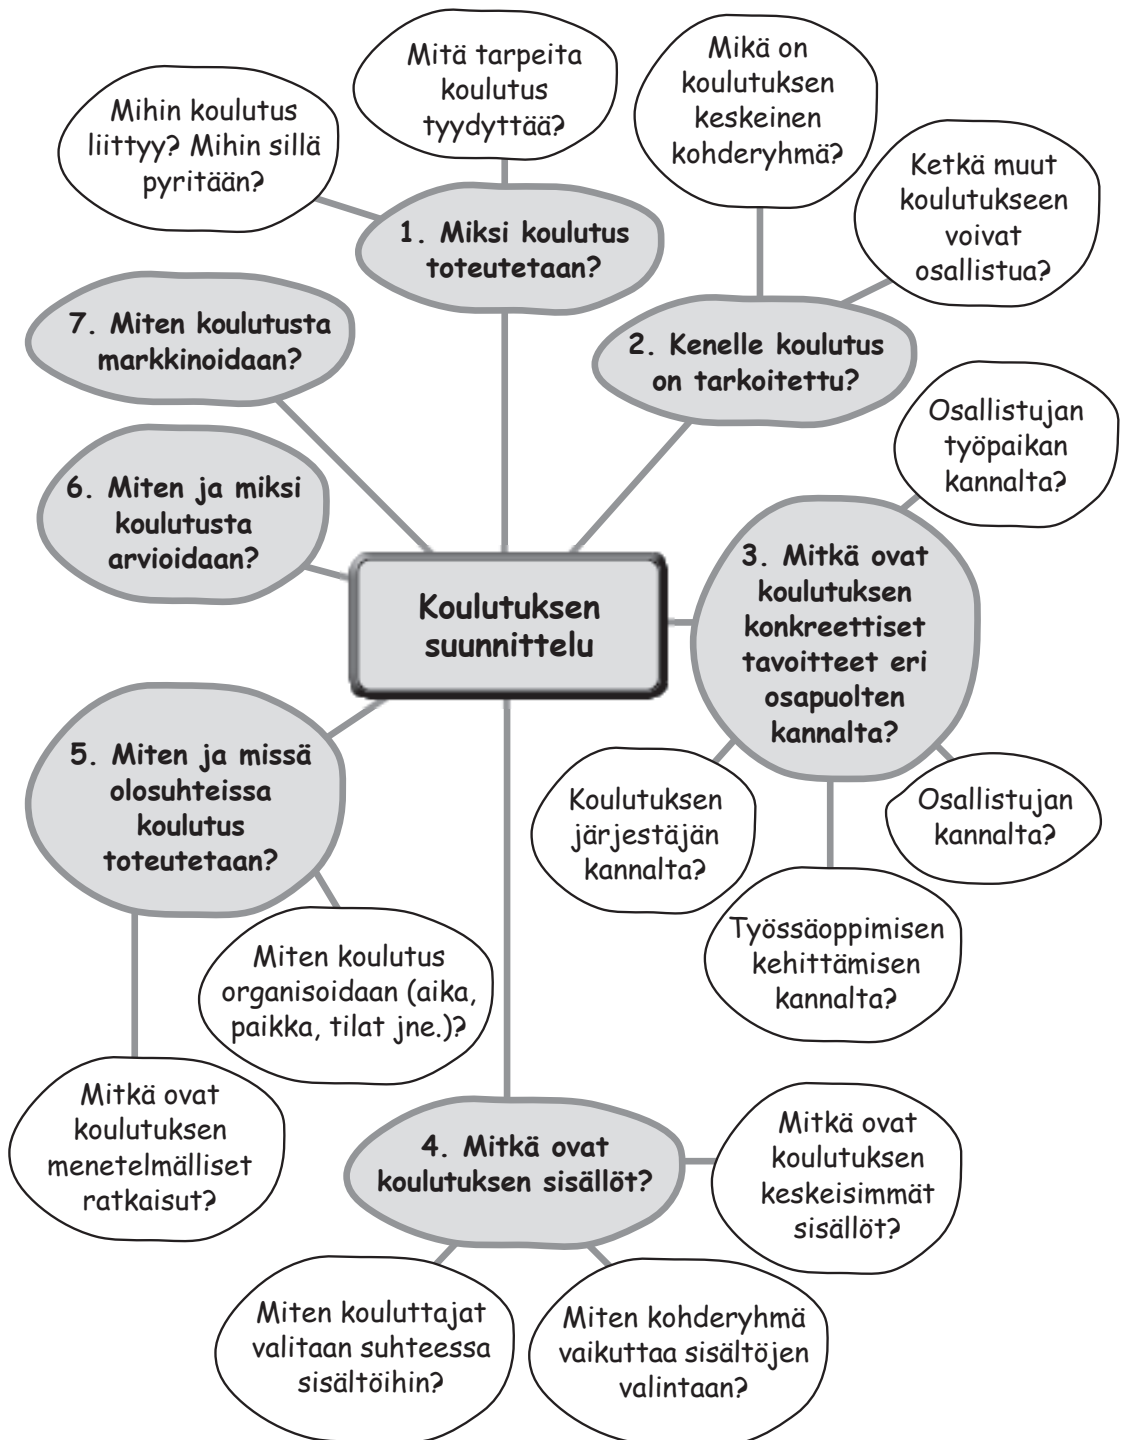 Mitä tarpeita
koulutus
tyydyttää?
Mikä on
koulutuksen
keskeinen
kohderyhmä?
Mihin koulutus
liittyy? Mihin sillä
pyritään?
Ketkä muut
koulutukseen
voivat
osallistua?
1. Miksi koulutus
toteutetaan?
7. Miten koulutusta
markkinoidaan?
2. Kenelle koulutus
on tarkoitettu?
Osallistujan
työpaikan
kannalta?
6. Miten ja miksi
koulutusta
arvioidaan?
3. Mitkä ovat
koulutuksen
konkreettiset
tavoitteet eri
osapuolten
kannalta?
Koulutuksen
suunnittelu
5. Miten ja missä
olosuhteissa
koulutus
toteutetaan?
Koulutuksen
järjestäjän
kannalta?
Osallistujan
kannalta?
Työssäoppimisen
kehittämisen
kannalta?
Miten koulutus
organisoidaan (aika,
paikka, tilat jne.)?
Mitkä ovat
koulutuksen
menetelmälliset
ratkaisut?
4. Mitkä ovat
koulutuksen sisällöt?
Mitkä ovat
koulutuksen
keskeisimmät
sisällöt?
Miten kouluttajat
valitaan suhteessa
sisältöihin?
Miten kohderyhmä
vaikuttaa sisältöjen
valintaan?